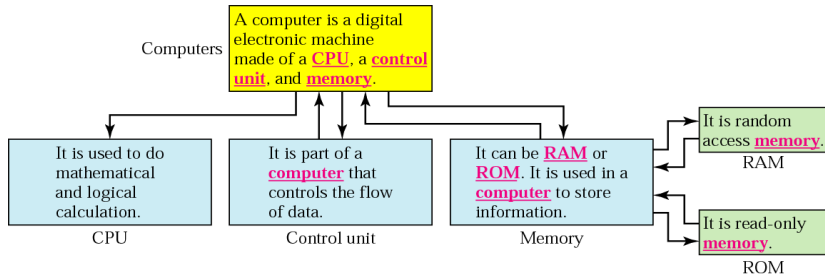 Computers
A computer is a digital
electronic machine
made of a CPU, a control
unit, and memory.
It is used to do
mathematical
and logical
calculation.
CPU
It is part of a
computer that
controls the flow
of data.
Control unit
It can be RAM or
ROM. It is used in a
computer to store
information.
Memory
It is random
access memory.
RAM
It is read-only
memory.
ROM